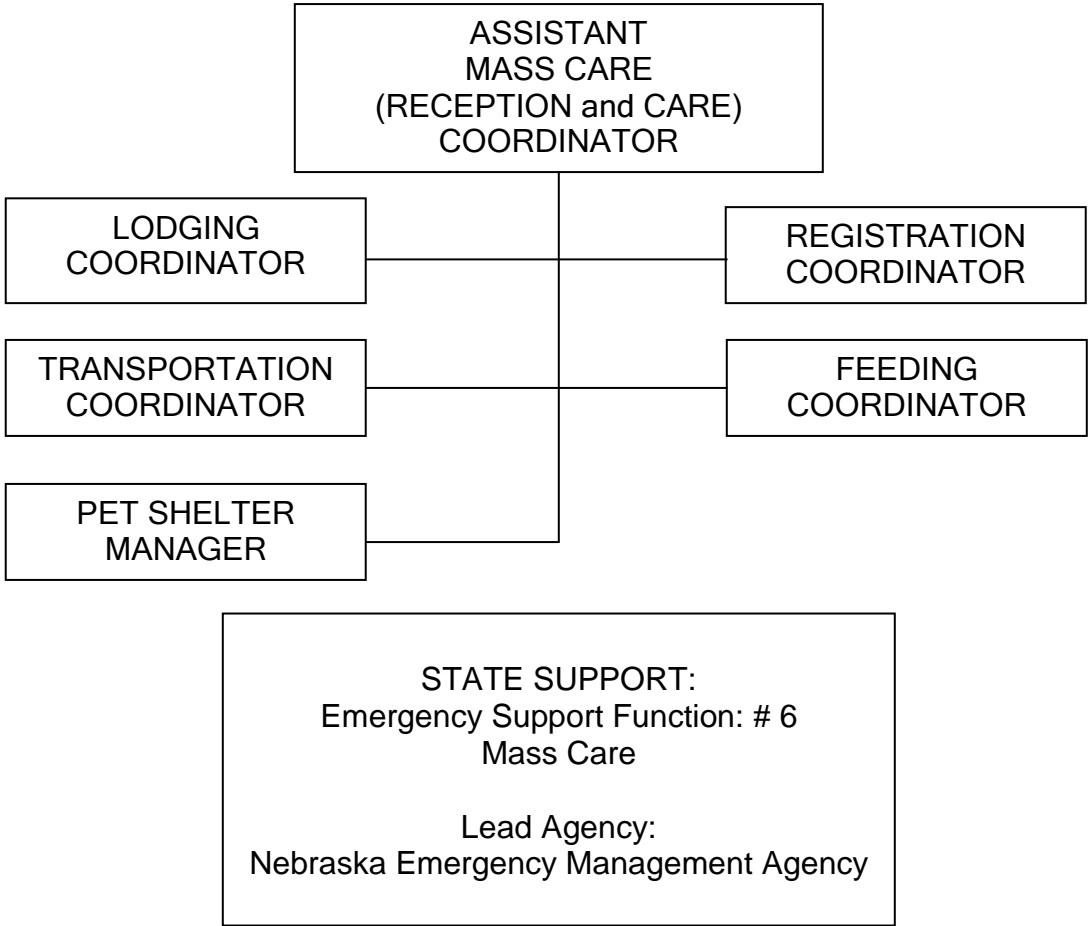 ASSISTANT
MASS CARE
(RECEPTION and CARE)
COORDINATOR
LODGING
COORDINATOR
REGISTRATION
COORDINATOR
TRANSPORTATION
COORDINATOR
FEEDING
COORDINATOR
PET SHELTER
MANAGER
STATE SUPPORT:
Emergency Support Function: # 6
Mass Care
Lead Agency:
Nebraska Emergency Management Agency